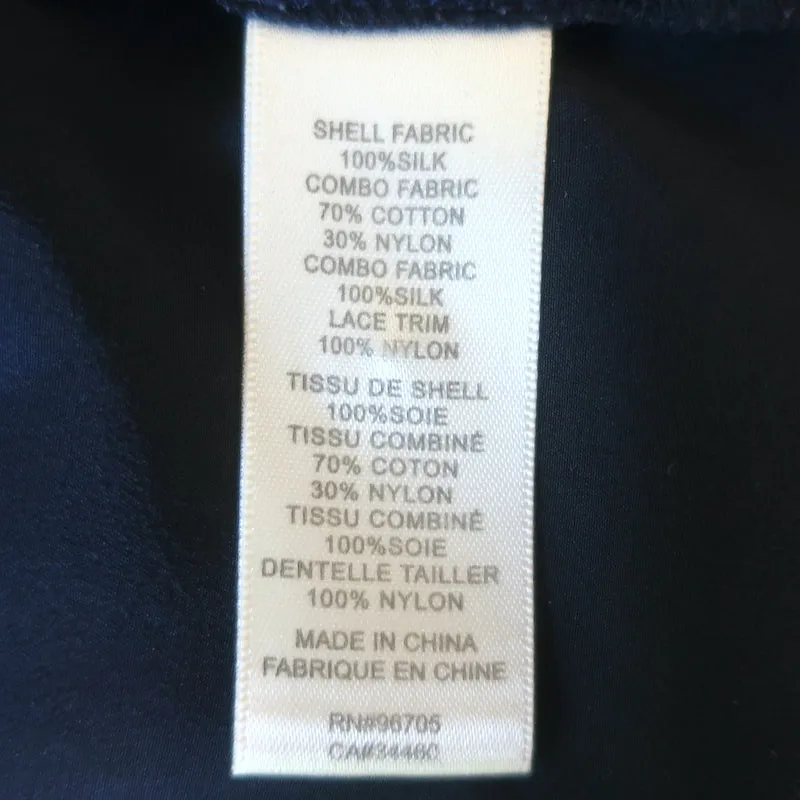 SHELL FABRIC
100%SILK
COMBO FABRIC
70% COTTON
30% NYLON
COMBO FABRIC
100%SILK
LACE TRIM
100% NYLON
TISSU DE SHELL
100%SOIE
TISSU COMBINÉ
70% COTON
30% NYLON
TISSU COMBINÉ
100%SOIE
DENTELLE TAILLER
100% NYLON
MADE IN CHINA
FABRIQUE EN CHINE
RN#96705
CA#34460